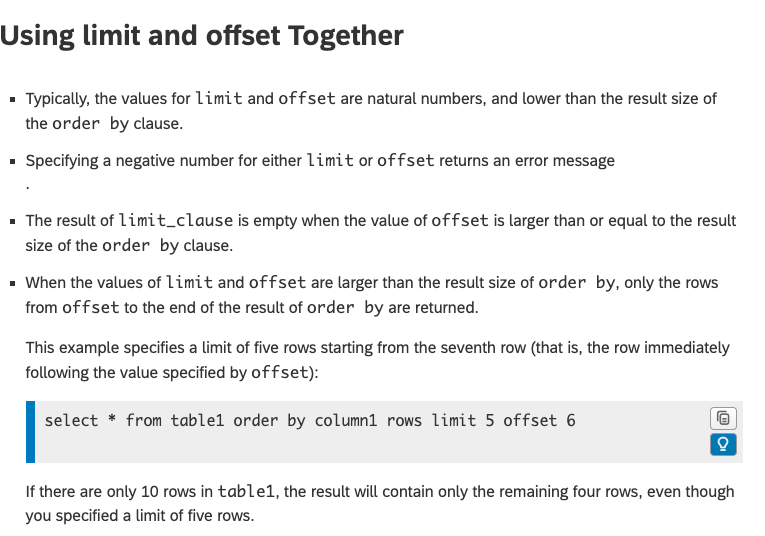 Using limit and offset Together
▪ Typically, the values for limit and offset are natural numbers, and lower than the result size of
the order by clause.
▪ Specifying a negative number for either limit or offset returns an error message
.
▪ The result of limit_clause is empty when the value of offset is larger than or equal to the result
size of the order by clause.
▪ When the values of limit and offset are larger than the result size of order by, only the rows
from offset to the end of the result of order by are returned.
This example specifies a limit of five rows starting from the seventh row (that is, the row immediately
following the value specified by offset):
select * from table1 order by column1 rows limit 5 offset 6
If there are only 10 rows in table1, the result will contain only the remaining four rows, even though
you specified a limit of five rows.